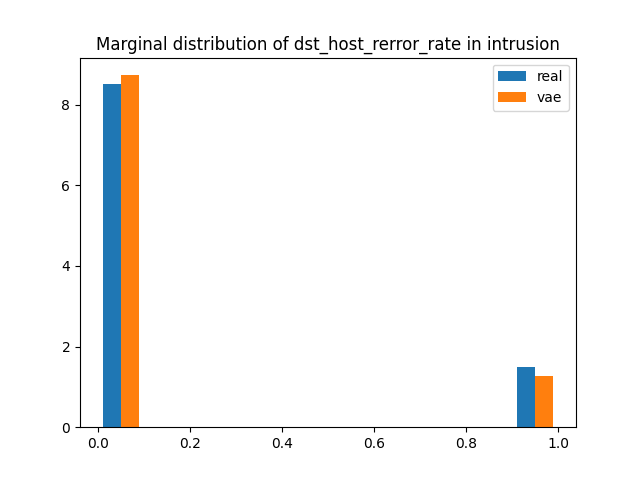 Marginal distribution of dst_host_rerror_rate in intrusion
real
vae
8
6
4
2
0
0.0 0.2 0.4 0.6 0.8 1.0